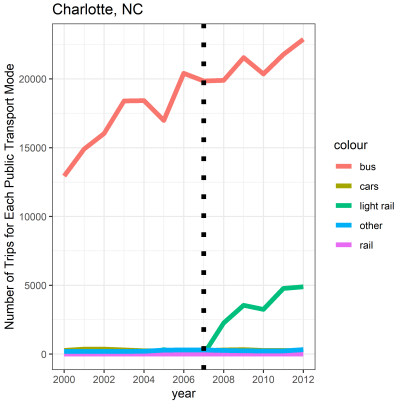 Charlotte, NC
Number of Trips for Each Public Transport Mode
20000
15000
10000
5000
0
2000 2002 2004 2006 2008 2010 2012
year
colour
bus
cars
light rail
other
rail